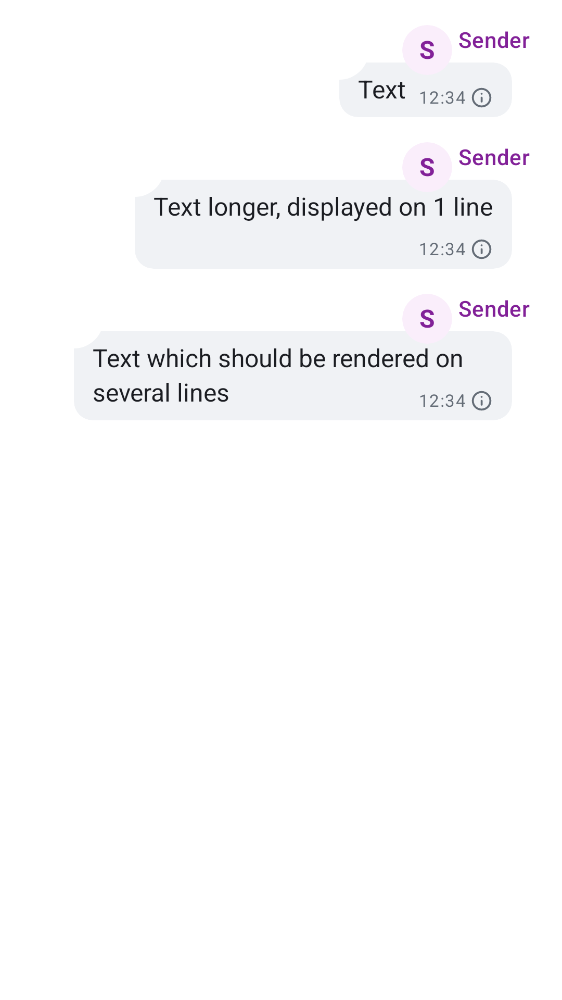 S Sender
Text 12:34
S Sender
Text longer, displayed on 1 line
12:34
S Sender
Text which should be rendered on
several lines 12:34